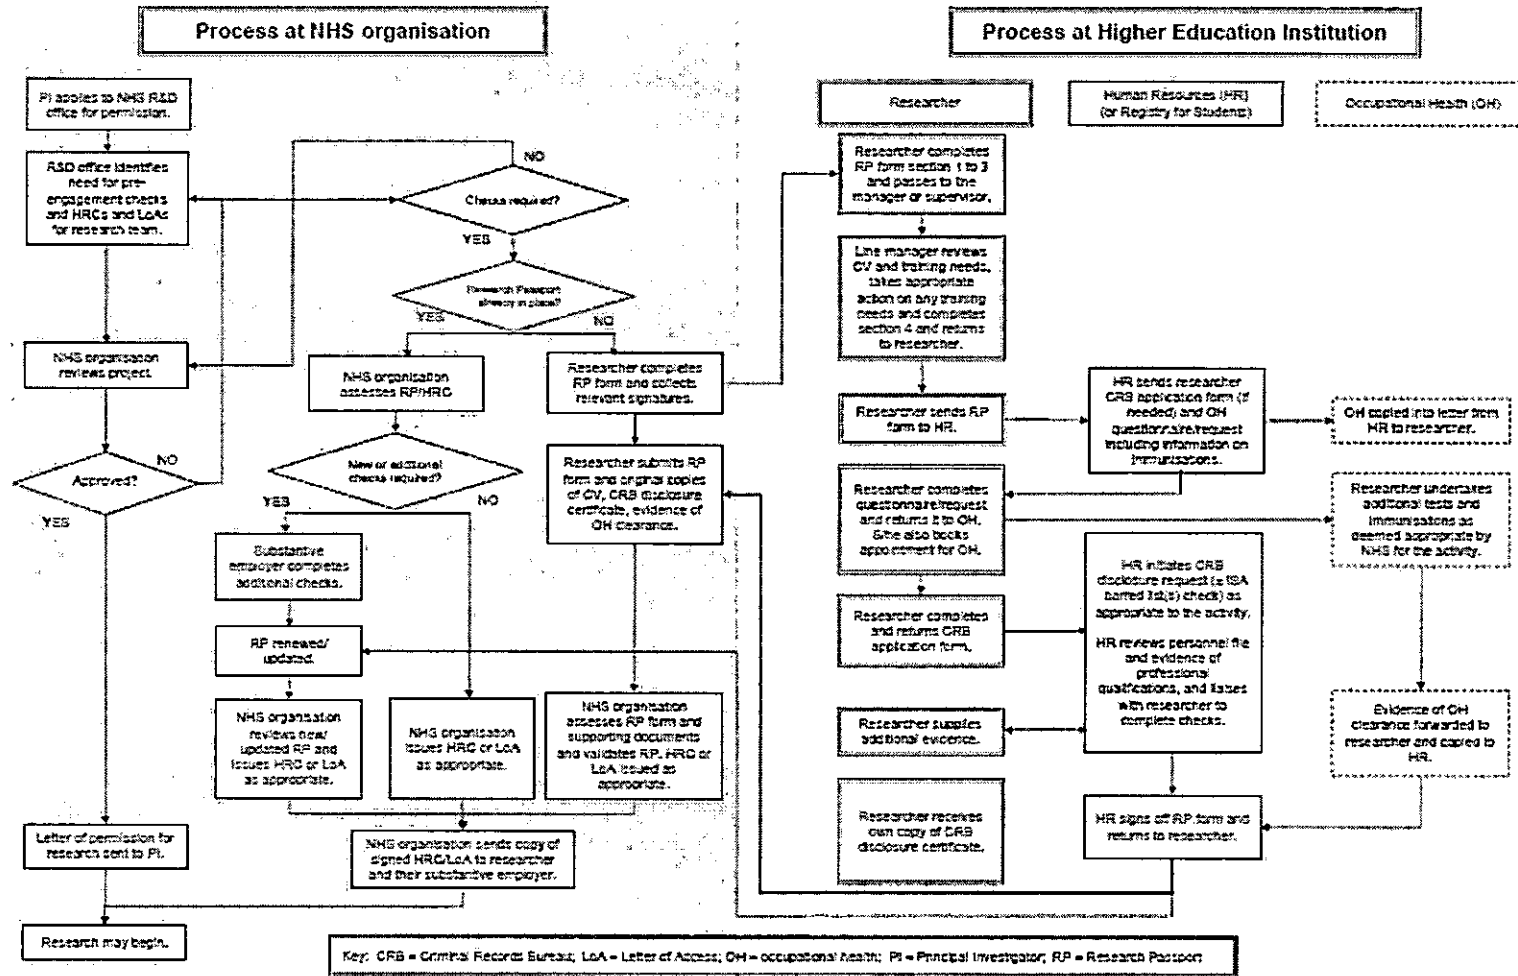 Process at NHS organisation
Process at Higher Education Institution
PI applies to NHS R&D
office for permission.
R&D office identifies
need for pre-
engagement checks
and HRCs and LoAs
for research team.
NO
Checks required?
YES
Research Passport
already in place?
YES
NO
NHS organisation
reviews project.
NHS organisation
assesses RP/HRC
Researcher completes
RP form and collects
relevant signatures.
Approved?
NO
YES
New or additional
checks required?
YES
NO
Researcher submits RP
form and original copies
of CV, CRB disclosure
certificate, evidence of
OH clearance.
Substantive
employer completes
additional checks.
RP renewed/
updated.
NHS organisation
reviews new/
updated RP and
issues HRC or LoA
as appropriate.
NHS organisation
issues HRC or LoA
as appropriate.
NHS organisation
assesses RP form and
supporting documents
and validates RP. HRC or
LoA issued as
appropriate.
Letter of permission for
research sent to PI.
NHS organisation sends copy of
signed HRC/LoA to researcher
and their substantive employer.
Research may begin.
Researcher
Human Resources (HR)
(or Registry for Students)
Occupational Health (OH)
Researcher completes
RP form section 1 to 3
and passes to the
manager or supervisor.
Line manager reviews
CV and training needs,
takes appropriate
action on any training
needs and completes
section 4 and returns
to researcher.
Researcher sends RP
form to HR.
HR sends researcher
CRB application form (if
needed) and OH
questionnaire/request
including information on
immunisations.
OH copied into letter from
HR to researcher.
Researcher completes
questionnaire/request
and returns it to OH.
S/he also books
appointment for OH.
Researcher undertakes
additional tests and
immunisations as
deemed appropriate by
NHS for the activity.
Researcher completes
and returns CRB
application form.
HR initiates CRB
disclosure request (± ISA
barred list(s) check) as
appropriate to the activity.
HR reviews personnel file
and evidence of
professional
qualifications, and liaises
with researcher to
complete checks.
Researcher supplies
additional evidence.
Evidence of OH
clearance forwarded to
researcher and copied to
HR.
Researcher receives
own copy of CRB
disclosure certificate.
HR signs off RP form and
returns to researcher.
Key: CRB = Criminal Records Bureau; LoA = Letter of Access; OH = occupational health; PI = Principal Investigator; RP = Research Passport